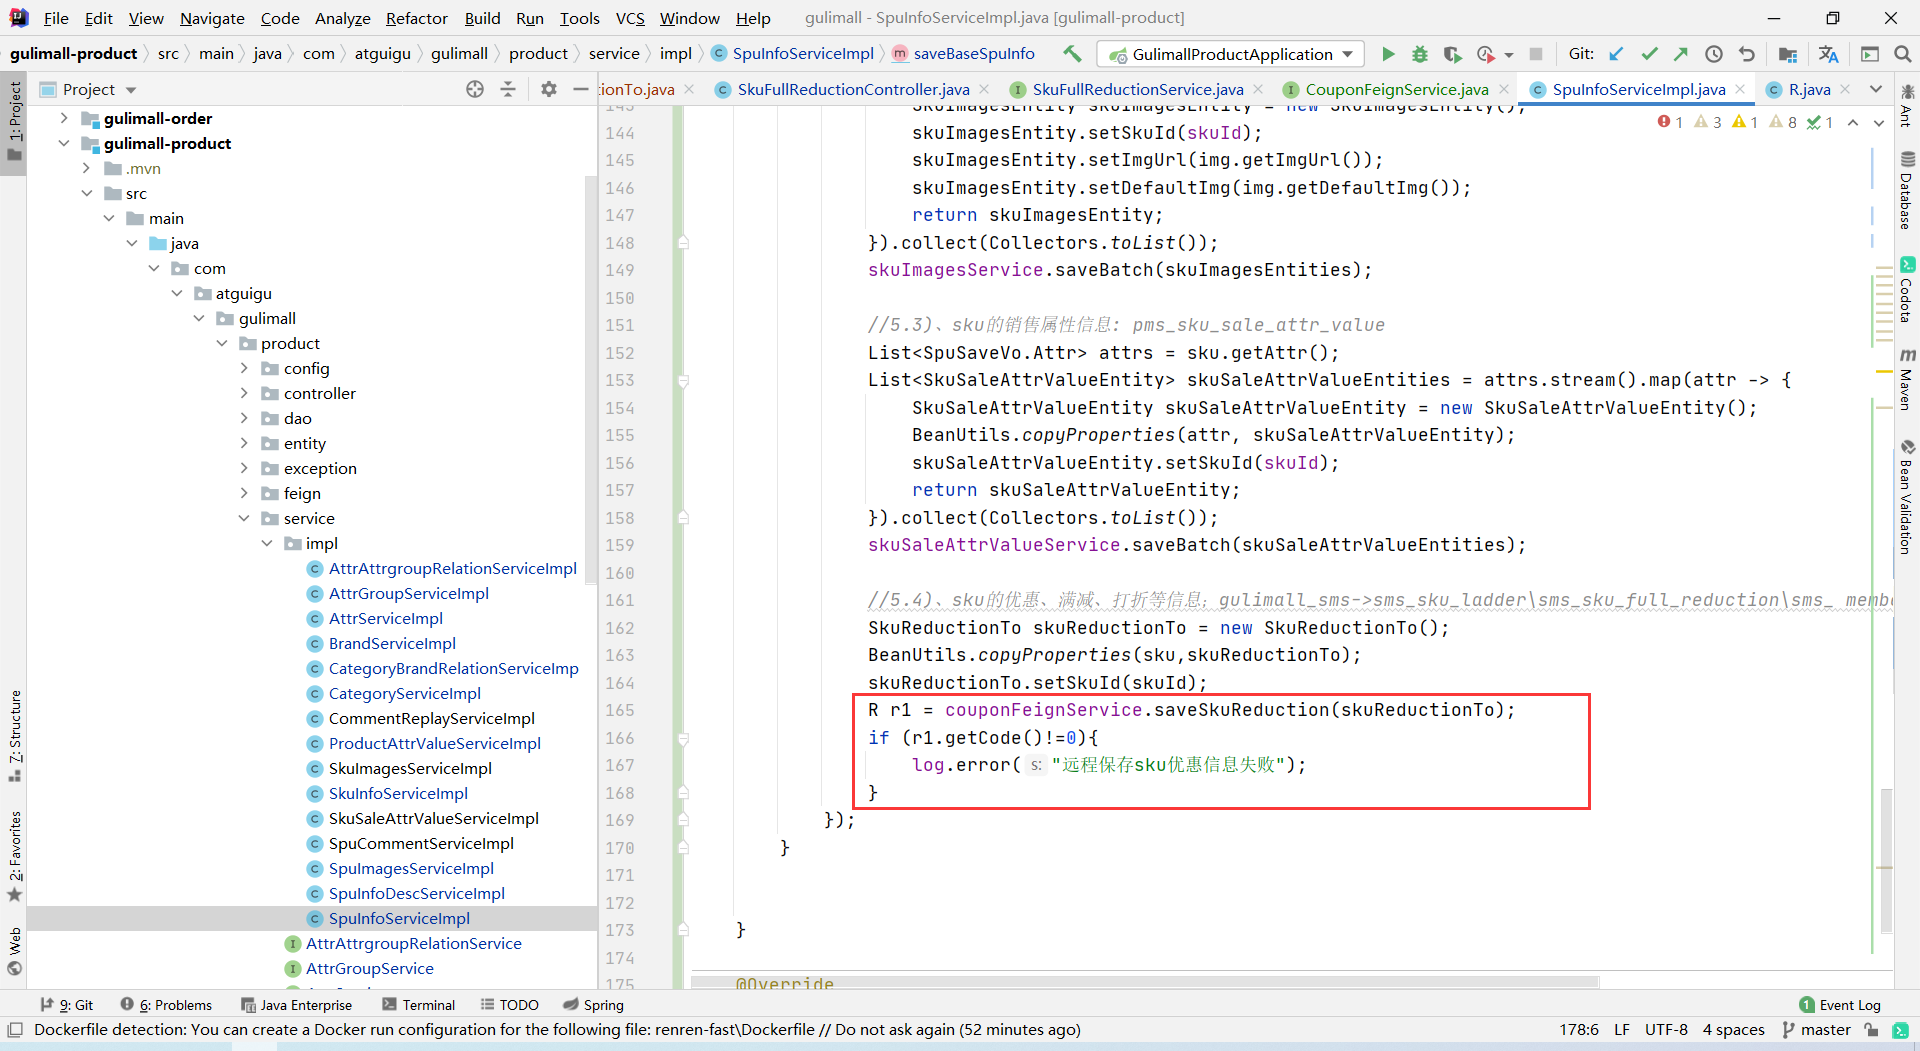 File Edit View Navigate Code Analyze Refactor Build Run Tools VCS Window Help gulimall - SpuInfoServiceImpl.java [gulimall-product]
gulimall-product src main java com atguigu gulimall product service impl SpuInfoServiceImpl saveBaseSpuInfo GulimallProductApplication Git:
Project
ionTo.java SkuFullReductionController.java SkuFullReductionService.java CouponFeignService.java SpuInfoServiceImpl.java R.java
1 3 1 8 1
1: Project
7: Structure
2: Favorites
Web
gulimall-order
gulimall-product
.mvn
src
main
java
com
atguigu
gulimall
product
config
controller
dao
entity
exception
feign
service
impl
AttrAttrgroupRelationServiceImpl
AttrGroupServiceImpl
AttrServiceImpl
BrandServiceImpl
CategoryBrandRelationServiceImp
CategoryServiceImpl
CommentReplayServiceImpl
ProductAttrValueServiceImpl
SkuImagesServiceImpl
SkuInfoServiceImpl
SkuSaleAttrValueServiceImpl
SpuCommentServiceImpl
SpuImagesServiceImpl
SpuInfoDescServiceImpl
SpuInfoServiceImpl
AttrAttrgroupRelationService
AttrGroupService
143 SkuImagesEntity skuImagesEntity = new SkuImagesEntity();
144 skuImagesEntity.setSkuId(skuId);
145 skuImagesEntity.setImgUrl(img.getImgUrl());
146 skuImagesEntity.setDefaultImg(img.getDefaultImg());
147 return skuImagesEntity;
148 }).collect(Collectors.toList());
149 skuImagesService.saveBatch(skuImagesEntities);
150
151 //5.3)、sku的销售属性信息: pms_sku_sale_attr_value
152 List<SpuSaveVo.Attr> attrs = sku.getAttr();
153 List<SkuSaleAttrValueEntity> skuSaleAttrValueEntities = attrs.stream().map(attr -> {
154 SkuSaleAttrValueEntity skuSaleAttrValueEntity = new SkuSaleAttrValueEntity();
155 BeanUtils.copyProperties(attr, skuSaleAttrValueEntity);
156 skuSaleAttrValueEntity.setSkuId(skuId);
157 return skuSaleAttrValueEntity;
158 }).collect(Collectors.toList());
159 skuSaleAttrValueService.saveBatch(skuSaleAttrValueEntities);
160
161 //5.4)、sku的优惠、满减、打折等信息; gulimall_sms->sms_sku_ladder\sms_sku_full_reduction\sms_ memb
162 SkuReductionTo skuReductionTo = new SkuReductionTo();
163 BeanUtils.copyProperties(sku,skuReductionTo);
164 skuReductionTo.setSkuId(skuId);
165 R r1 = couponFeignService.saveSkuReduction(skuReductionTo);
166 if (r1.getCode()!=0){
167 log.error( s: "远程保存sku优惠信息失败");
168 }
169 });
170 }
171
172
173 }
174
175 @Override
Ant
Database
Codota
Maven
Bean Validation
9: Git 6: Problems Java Enterprise Terminal TODO Spring 1 Event Log
Dockerfile detection: You can create a Docker run configuration for the following file: renren-fast\Dockerfile // Do not ask again (52 minutes ago) 178:6 LF UTF-8 4 spaces master